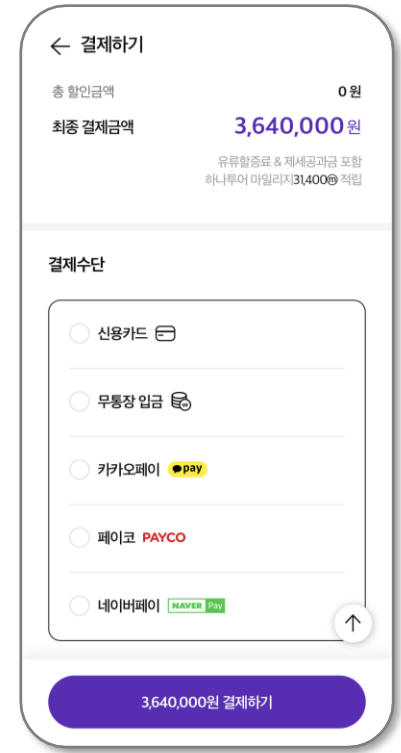 ← 결제하기
총 할인금액 0 원
최종 결제금액 3,640,000 원
유류할증료 & 제세공과금 포함
하나투어 마일리지31,400ⓜ 적립
결제수단
신용카드
무통장 입금
카카오페이 pay
페이코 PAYCO
네이버페이 NAVER Pay
3,640,000원 결제하기